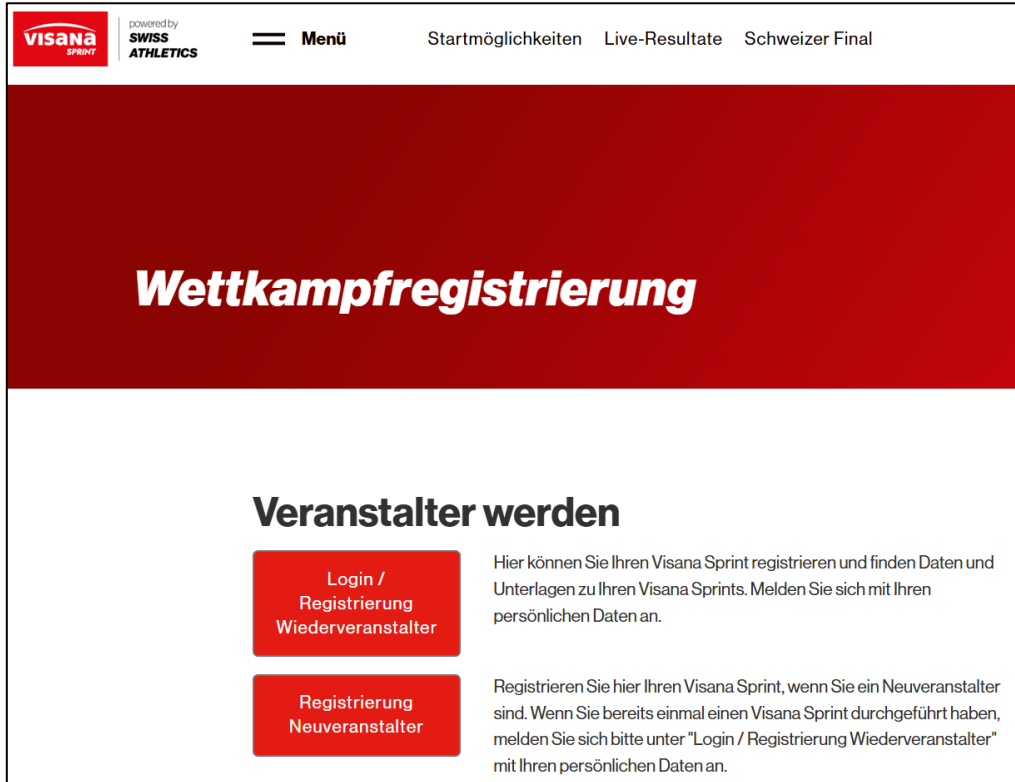 visana
SPRINT
powered by
SWISS
ATHLETICS
Menü
Startmöglichkeiten
Live-Resultate
Schweizer Final
Wettkampfregistrierung
Veranstalter werden
Login /
Registrierung
Wiederveranstalter
Hier können Sie Ihren Visana Sprint registrieren und finden Daten und
Unterlagen zu Ihren Visana Sprints. Melden Sie sich mit Ihren
persönlichen Daten an.
Registrierung
Neuveranstalter
Registrieren Sie hier Ihren Visana Sprint, wenn Sie ein Neuveranstalter
sind. Wenn Sie bereits einmal einen Visana Sprint durchgeführt haben,
melden Sie sich bitte unter "Login / Registrierung Wiederveranstalter"
mit Ihren persönlichen Daten an.